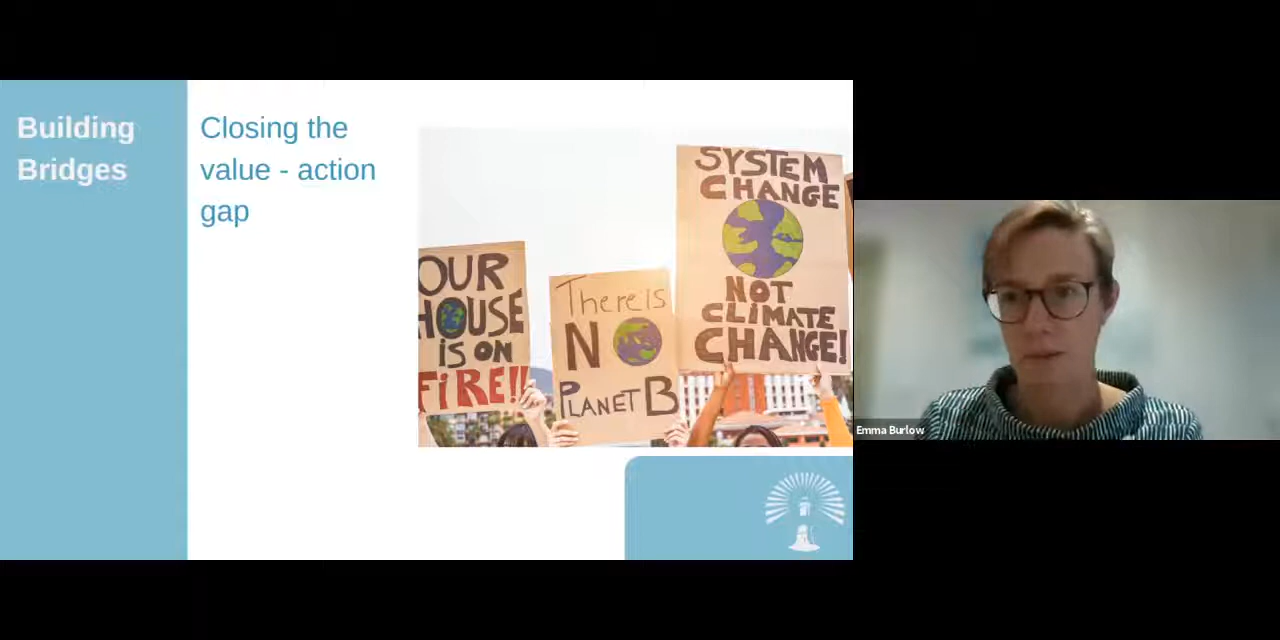 Building
Bridges
Closing the
value - action
gap
OUR
HOUSE
IS ON
FIRE!!
There is
NO
PLANET B
SYSTEM
CHANGE
NOT
CLIMATE
CHANGE!
Emma Burlow